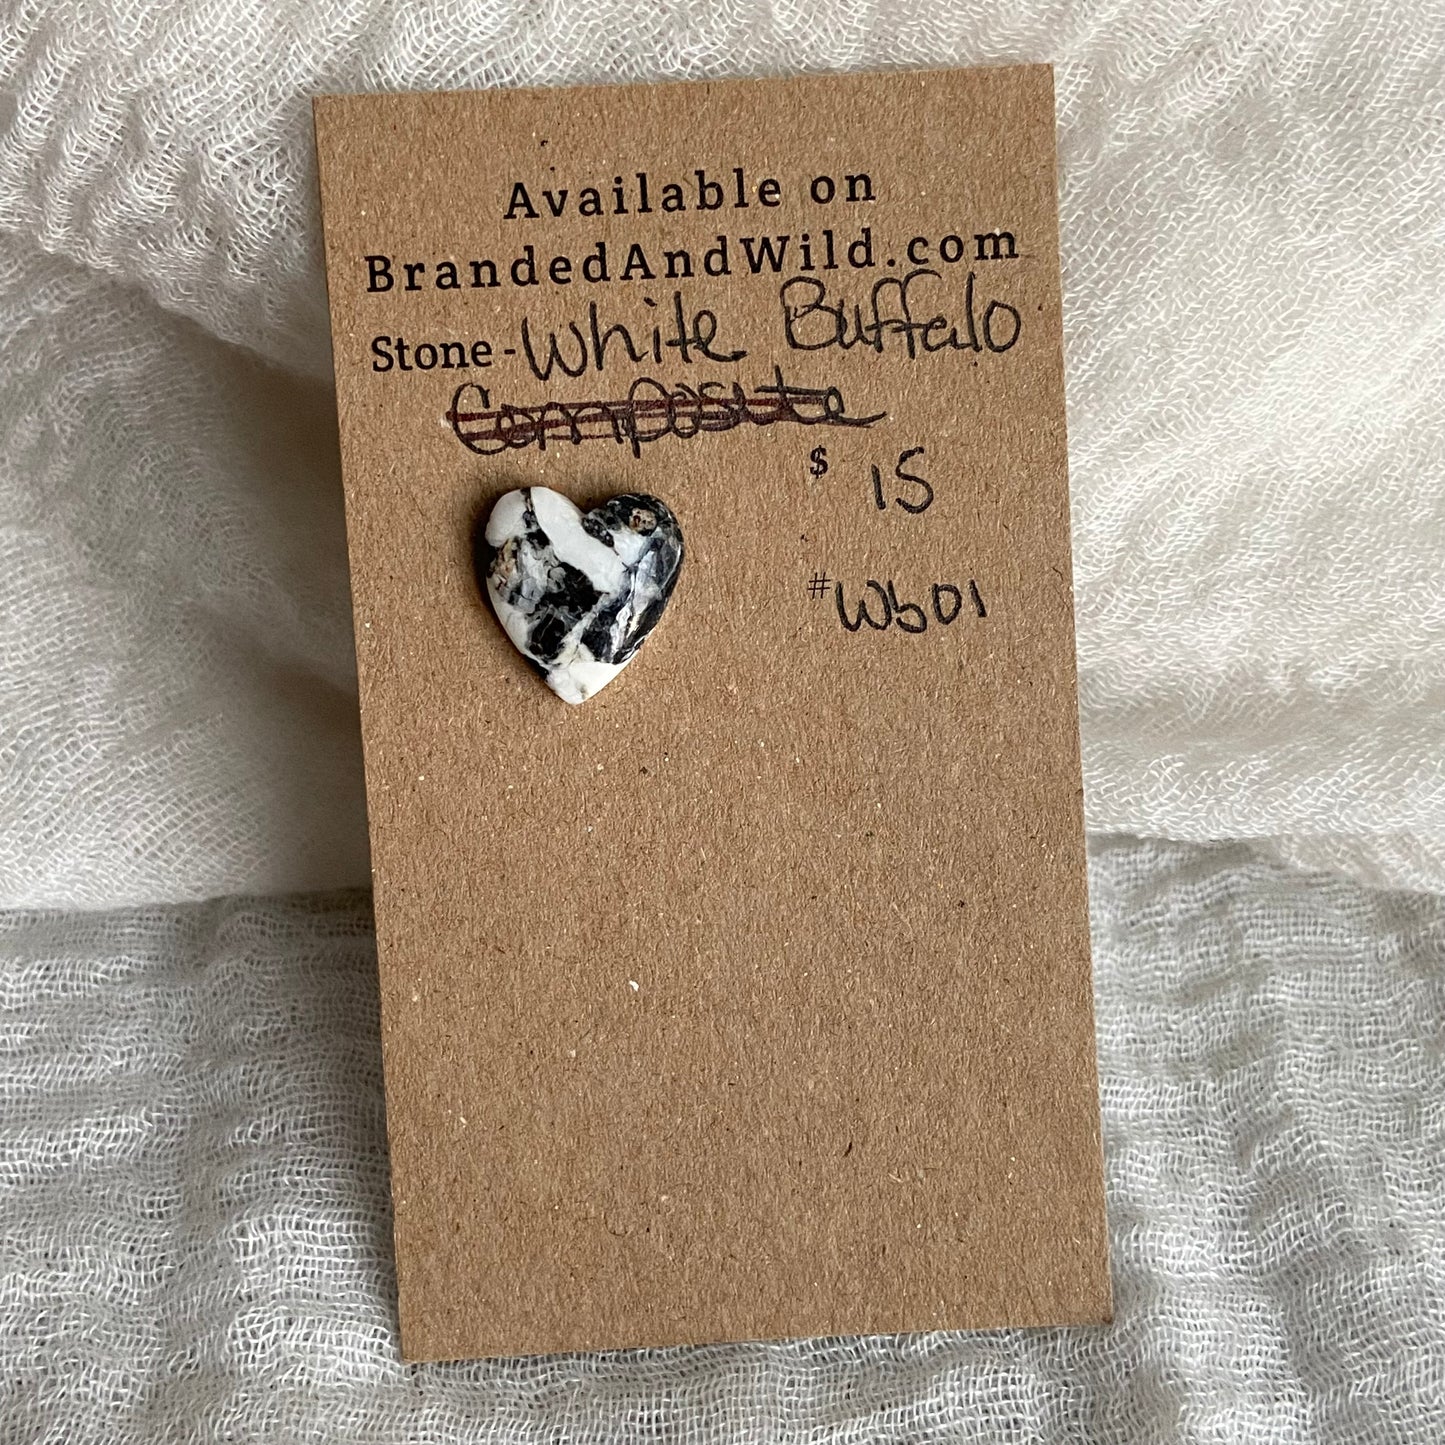 Available on
BrandedAndWild.com
Stone - White Buffalo
Composite
$ 15
#Wb01